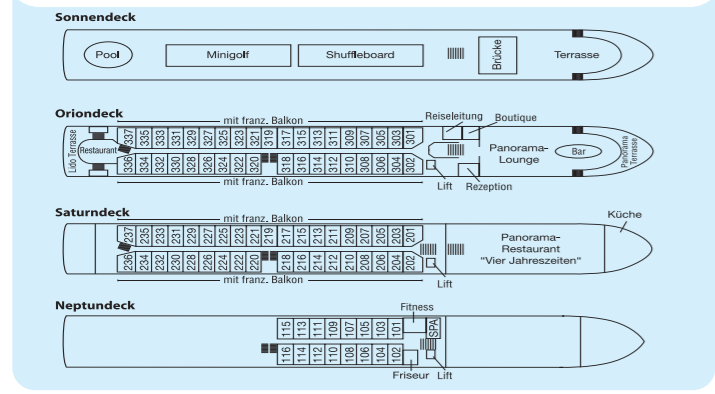 Sonnendeck
Pool
Minigolf
Shuffleboard
Brücke
Terrasse
Oriondeck
mit franz. Balkon
Reiseleitung
Boutique
Lido Terrasse
Restaurant
337 335 333 331 329 327 325 323 321 319 317 315 313 311 309 307 305 303 301
336 334 332 330 328 326 324 322 320 318 316 314 312 310 308 306 304 302
Panorama-
Lounge
Bar
Panorama
Terrasse
mit franz. Balkon
Lift
Rezeption
Saturndeck
mit franz. Balkon
Küche
237 235 233 231 229 227 225 223 221 219 217 215 213 211 209 207 205 203 201
236 234 232 230 228 226 224 222 220 218 216 214 212 210 208 206 204 202
Panorama-
Restaurant
"Vier Jahreszeiten"
mit franz. Balkon
Lift
Neptundeck
Fitness
115 113 111 109 107 105 103 101
SPA
116 114 112 110 108 106 104 102
Friseur
Lift